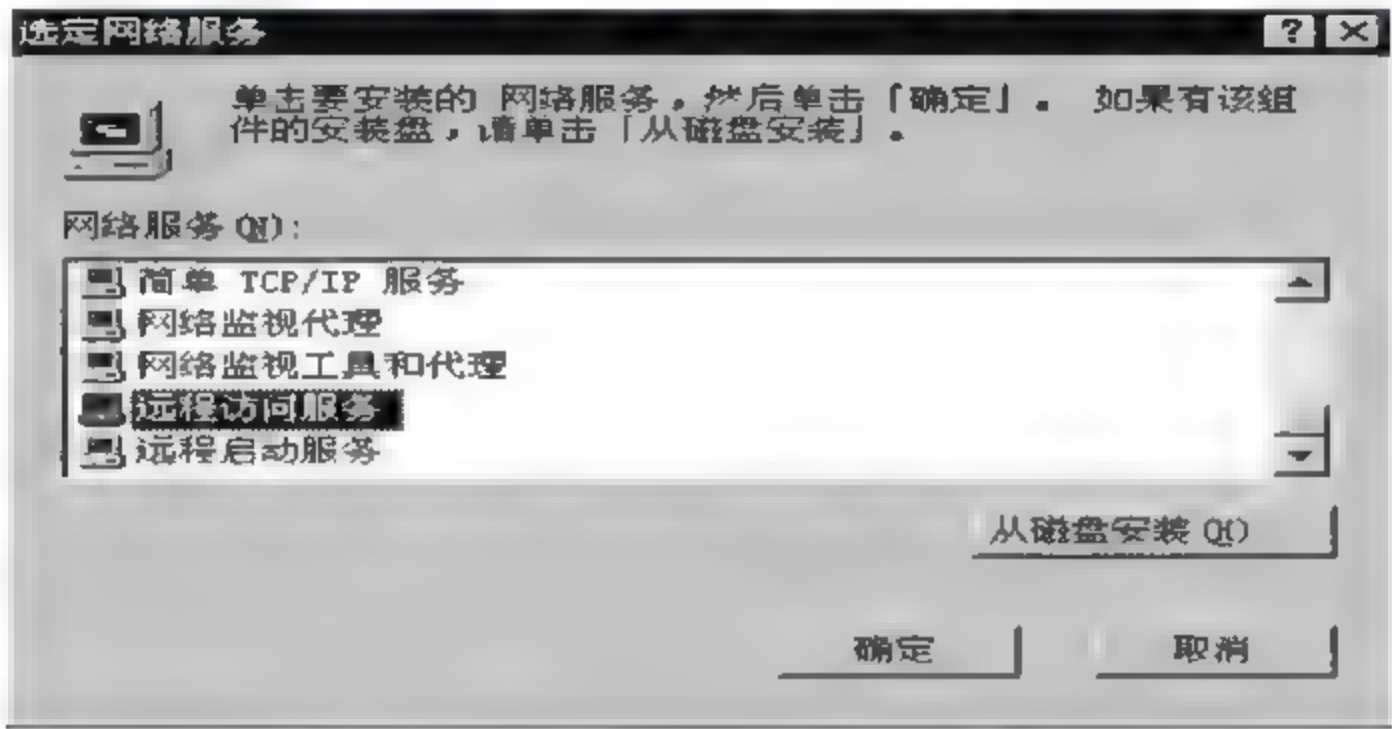 选定网络服务
单击要安装的 网络服务，然后单击「确定」。 如果有该组
件的安装盘，请单击「从磁盘安装」。
网络服务(N):
简单 TCP/IP 服务
网络监视代理
网络监视工具和代理
远程访问服务
远程启动服务
从磁盘安装(H)
确定
取消